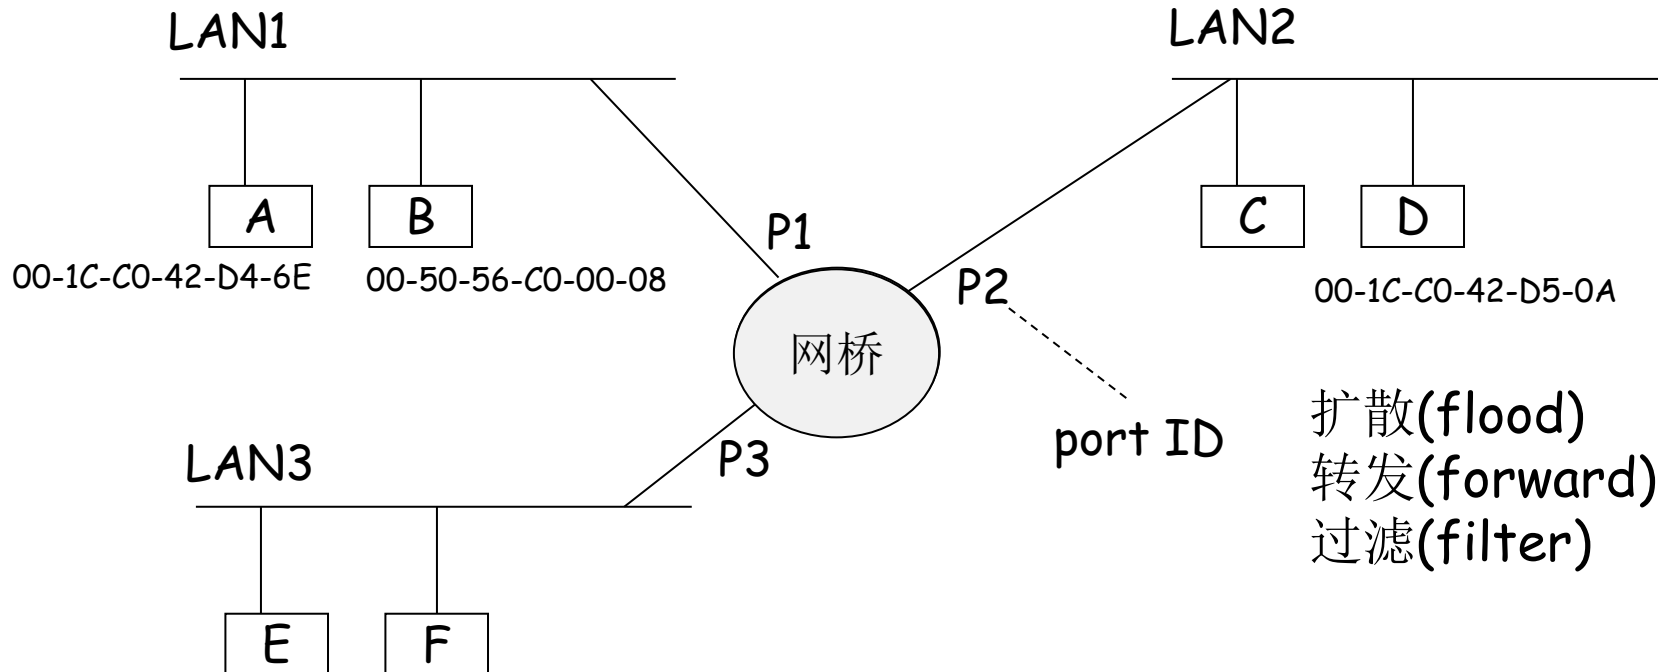 LAN1
LAN2
A
B
C
D
00-1C-C0-42-D4-6E
00-50-56-C0-00-08
00-1C-C0-42-D5-0A
P1
P2
网桥
port ID
扩散(flood)
转发(forward)
过滤(filter)
LAN3
P3
E
F